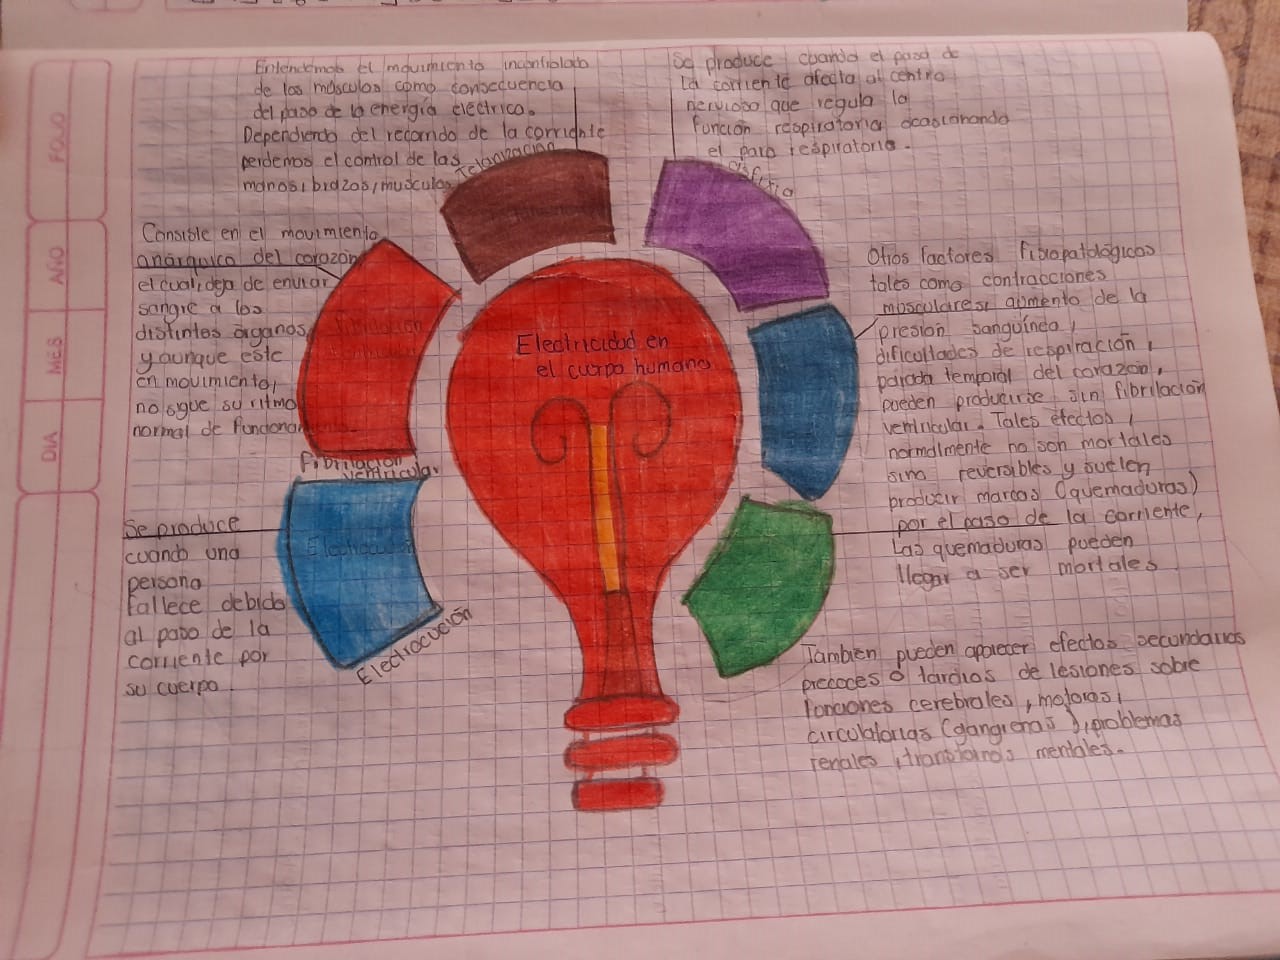 FOLIO
AÑO
MES
DIA
Entendemos el movimiento incontrolado
de los músculos como consecuencia
del paso de la energía eléctrica.
Dependiendo del recorrido de la corriente
perdemos el control de las
manos, brazos, músculos
Tetanización
Se produce cuando el paso de
la corriente afecta al centro
nervioso que regula la
función respiratoria ocasionando
el paro respiratorio.
Asfixia
Consiste en el movimiento
anárquico del corazón
el cual, deja de enviar
sangre a los
distintos órganos
y aunque este
en movimiento,
no sigue su ritmo
normal de funcionamiento.
Fibrilación
ventricular
Fibrilación
ventricular.
Electricidad en
el cuerpo humano
Otros factores fisiopatológicos
tales como contracciones
musculares, aumento de la
presión sanguínea,
dificultades de respiración,
parada temporal del corazón,
pueden producirse sin fibrilación
ventricular. Tales efectos,
normalmente no son mortales
sino reversibles y suelen
producir marcas (quemaduras)
por el paso de la corriente,
Las quemaduras pueden
llegar a ser mortales.
Se produce
cuando una
persona
fallece debido
al paso de la
corriente por
su cuerpo.
Electrocución
Electrocución
También pueden aparecer efectos secundarios
precoces o tardios de lesiones sobre
funciones cerebrales, motoras,
circulatorias (gangrenas), problemas
renales, transtornos mentales.